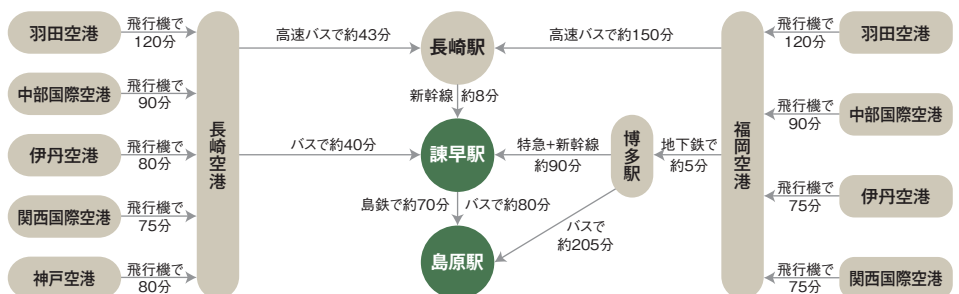 羽田空港
飛行機で
120分
中部国際空港
飛行機で
90分
伊丹空港
飛行機で
80分
関西国際空港
飛行機で
75分
神戸空港
飛行機で
80分
長崎空港
高速バスで約43分
バスで約40分
長崎駅
新幹線 約8分
諫早駅
島鉄で約70分 バスで約80分
島原駅
高速バスで約150分
特急+新幹線
約90分
博多駅
地下鉄で
約5分
バスで
約205分
福岡空港
飛行機で
120分
羽田空港
飛行機で
90分
中部国際空港
飛行機で
75分
伊丹空港
飛行機で
75分
関西国際空港